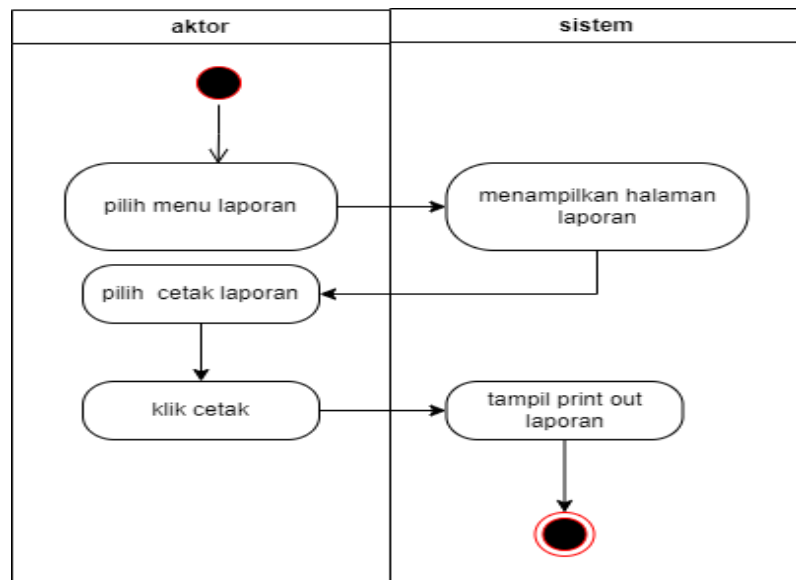 aktor
sistem
pilih menu laporan
menampilkan halaman
laporan
pilih cetak laporan
klik cetak
tampil print out
laporan